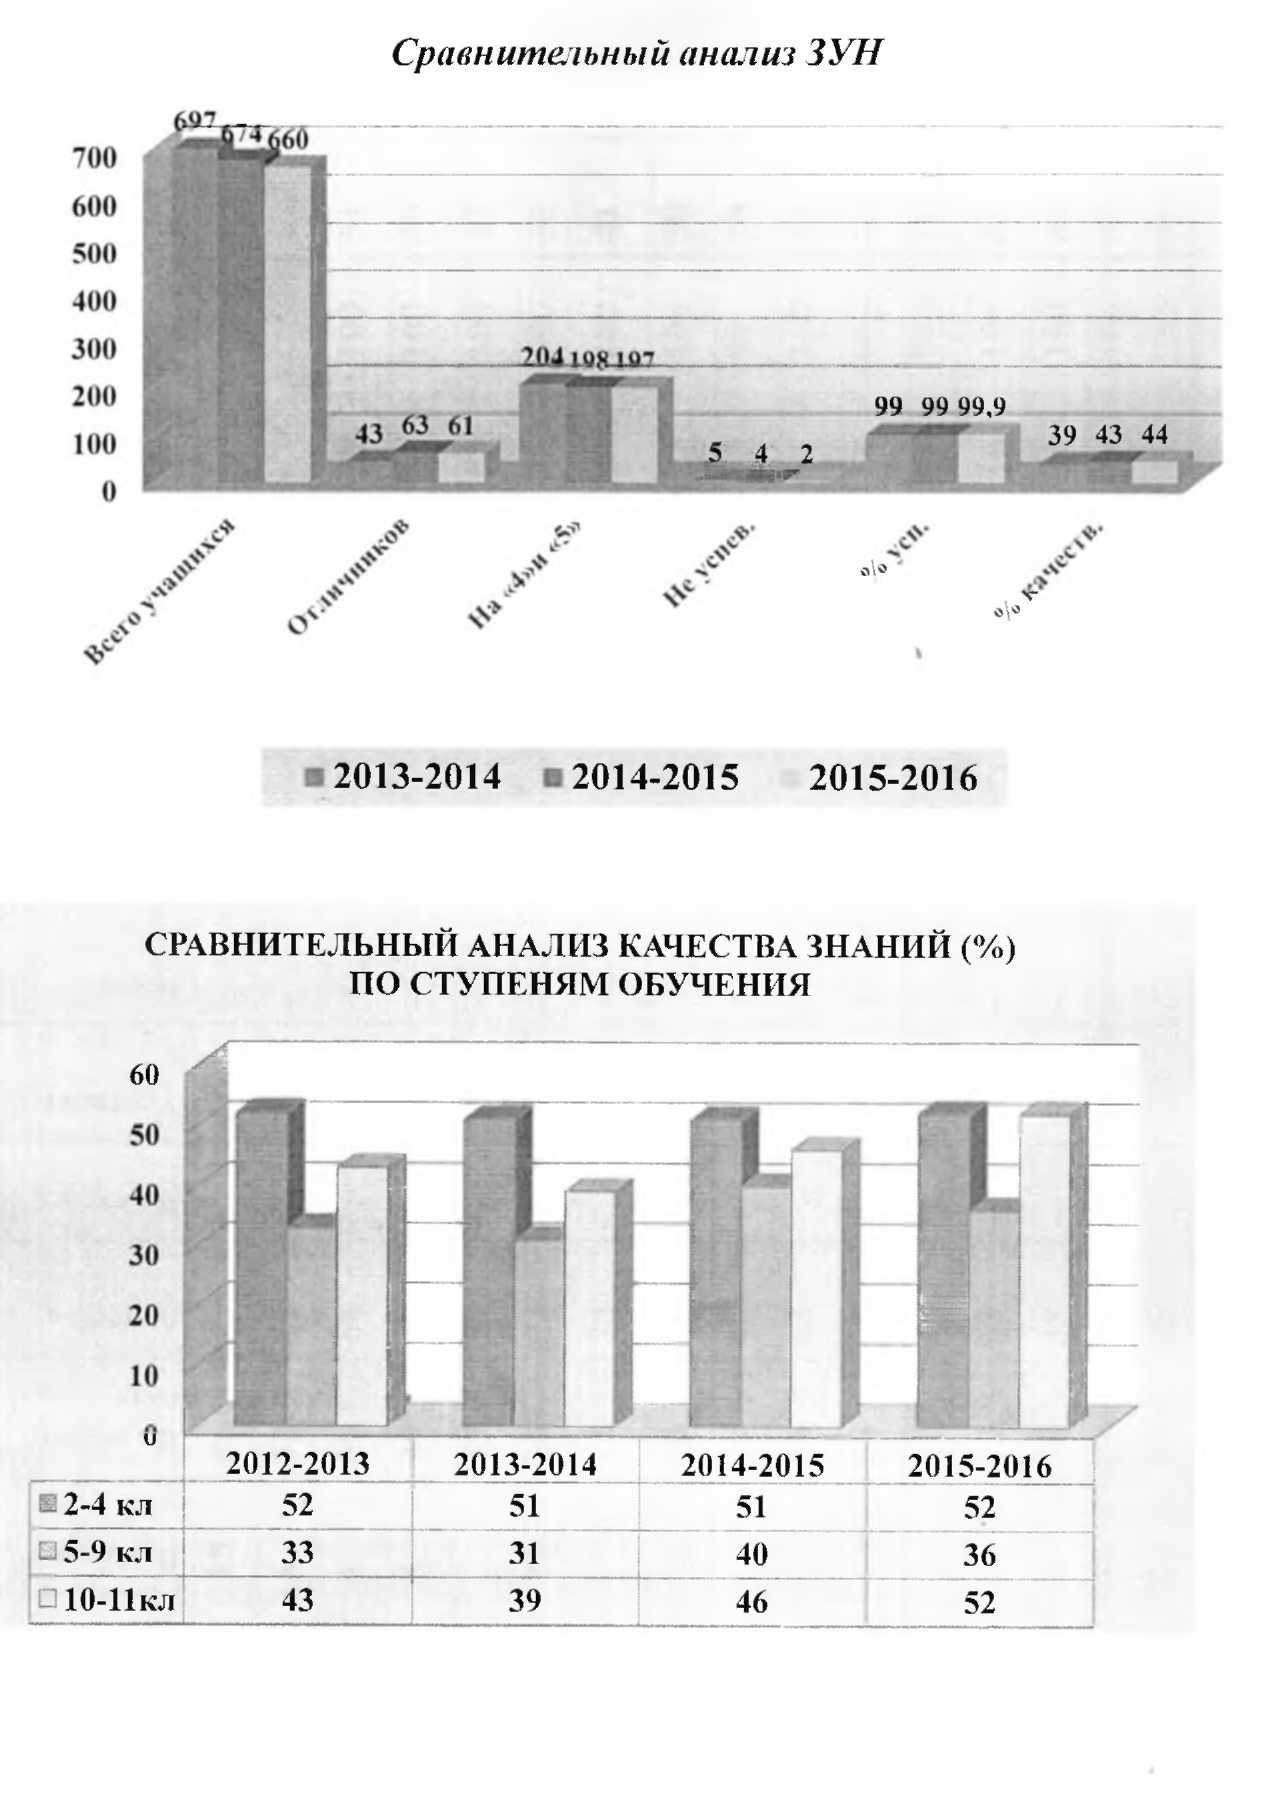 Сравнительный анализ ЗУН
697 674 660
43 63 61
204 198 197
5 4 2
99 99 99,9
39 43 44
700
600
500
400
300
200
100
0
Всего учащихся
Отличников
На «4»и «5»
Не успев.
% усп.
% качеств.
2013-2014 2014-2015 2015-2016
СРАВНИТЕЛЬНЫЙ АНАЛИЗ КАЧЕСТВА ЗНАНИЙ (%)
ПО СТУПЕНЯМ ОБУЧЕНИЯ
60
50
40
30
20
10
0
2012-2013 2013-2014 2014-2015 2015-2016
2-4 кл 52 51 51 52
5-9 кл 33 31 40 36
10-11кл 43 39 46 52